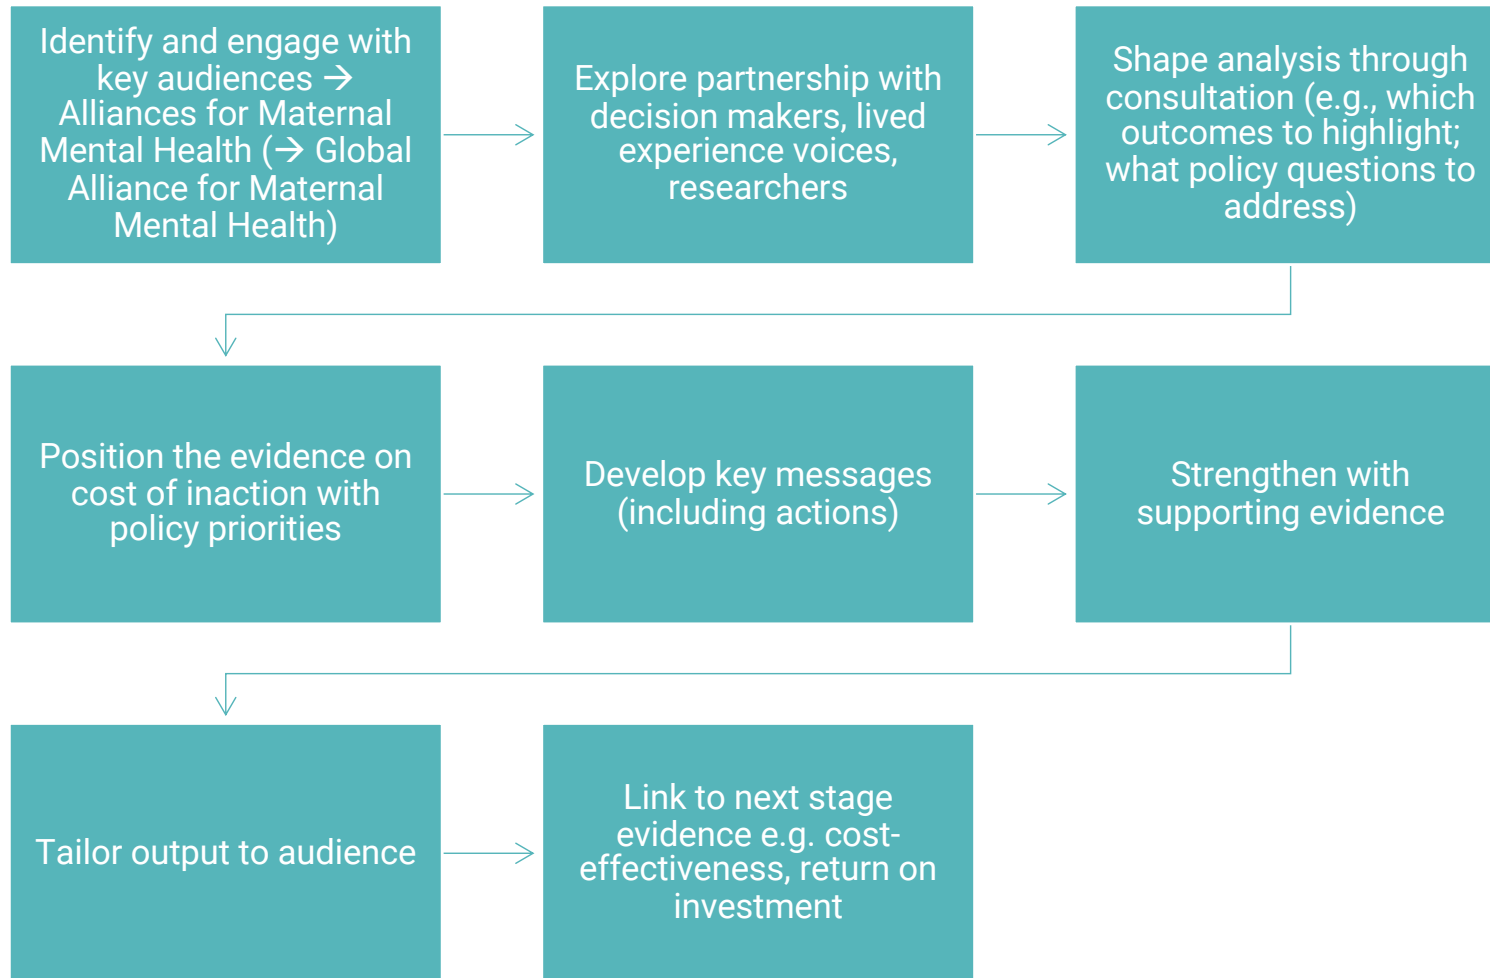 Identify and engage with
key audiences →
Alliances for Maternal
Mental Health (→ Global
Alliance for Maternal
Mental Health)
Explore partnership with
decision makers, lived
experience voices,
researchers
Shape analysis through
consultation (e.g., which
outcomes to highlight;
what policy questions to
address)
Position the evidence on
cost of inaction with
policy priorities
Develop key messages
(including actions)
Strengthen with
supporting evidence
Tailor output to audience
Link to next stage
evidence e.g. cost-
effectiveness, return on
investment